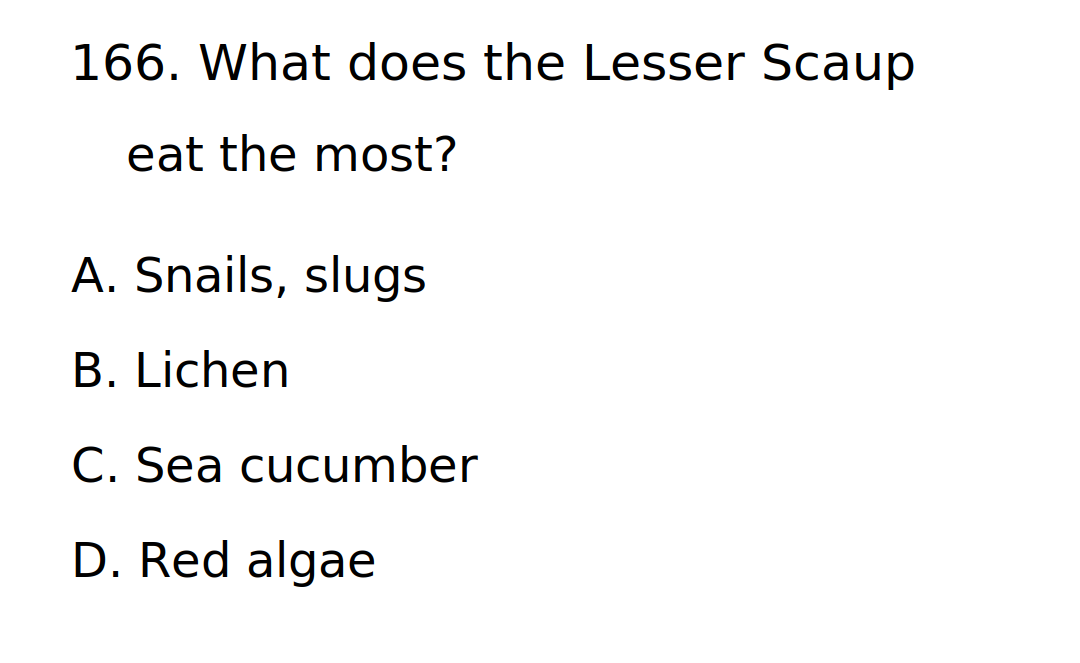 166. What does the Lesser Scaup
eat the most?
A. Snails, slugs
B. Lichen
C. Sea cucumber
D. Red algae